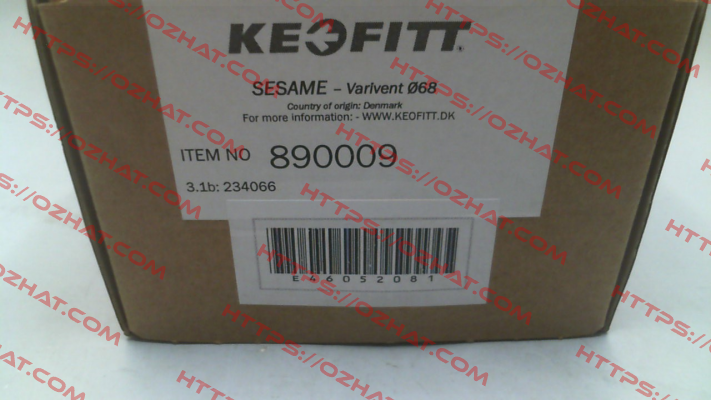 KEOFITT®
SESAME – Varivent Ø68
Country of origin: Denmark
For more information: - WWW.KEOFITT.DK
ITEM NO 890009
3.1b: 234066
E46052081
HTTPS://OZHAT.COM